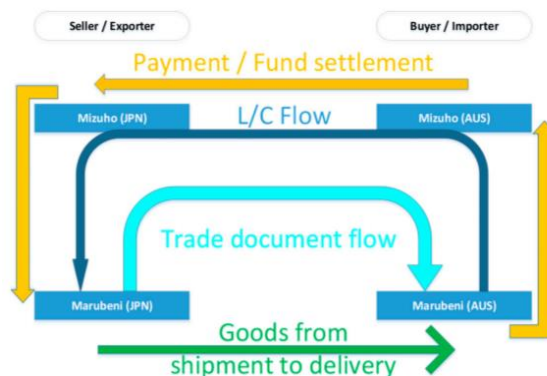 Seller / Exporter
Buyer / Importer
Payment / Fund settlement
Mizuho (JPN)
L/C Flow
Mizuho (AUS)
Trade document flow
Marubeni (JPN)
Marubeni (AUS)
Goods from
shipment to delivery